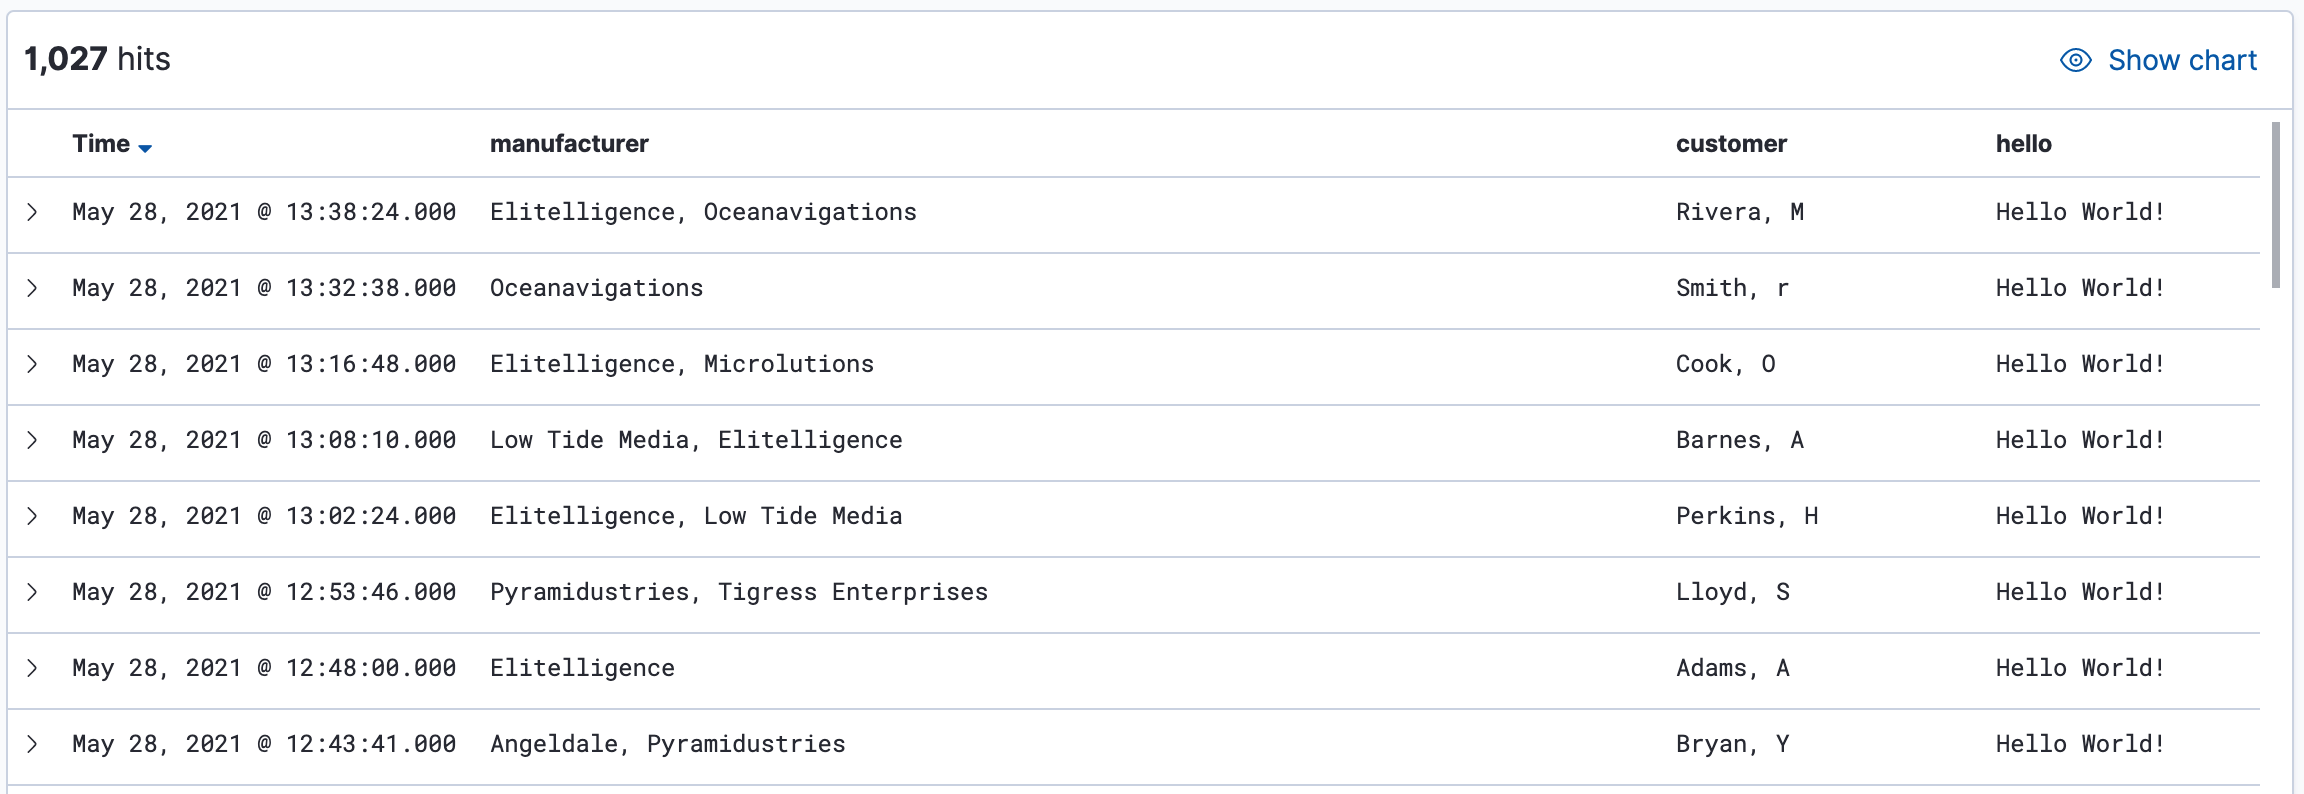 1,027 hits
Show chart
Time manufacturer customer hello
May 28, 2021 @ 13:38:24.000 Elitelligence, Oceanavigations Rivera, M Hello World!
May 28, 2021 @ 13:32:38.000 Oceanavigations Smith, r Hello World!
May 28, 2021 @ 13:16:48.000 Elitelligence, Microlutions Cook, O Hello World!
May 28, 2021 @ 13:08:10.000 Low Tide Media, Elitelligence Barnes, A Hello World!
May 28, 2021 @ 13:02:24.000 Elitelligence, Low Tide Media Perkins, H Hello World!
May 28, 2021 @ 12:53:46.000 Pyramidustries, Tigress Enterprises Lloyd, S Hello World!
May 28, 2021 @ 12:48:00.000 Elitelligence Adams, A Hello World!
May 28, 2021 @ 12:43:41.000 Angeldale, Pyramidustries Bryan, Y Hello World!